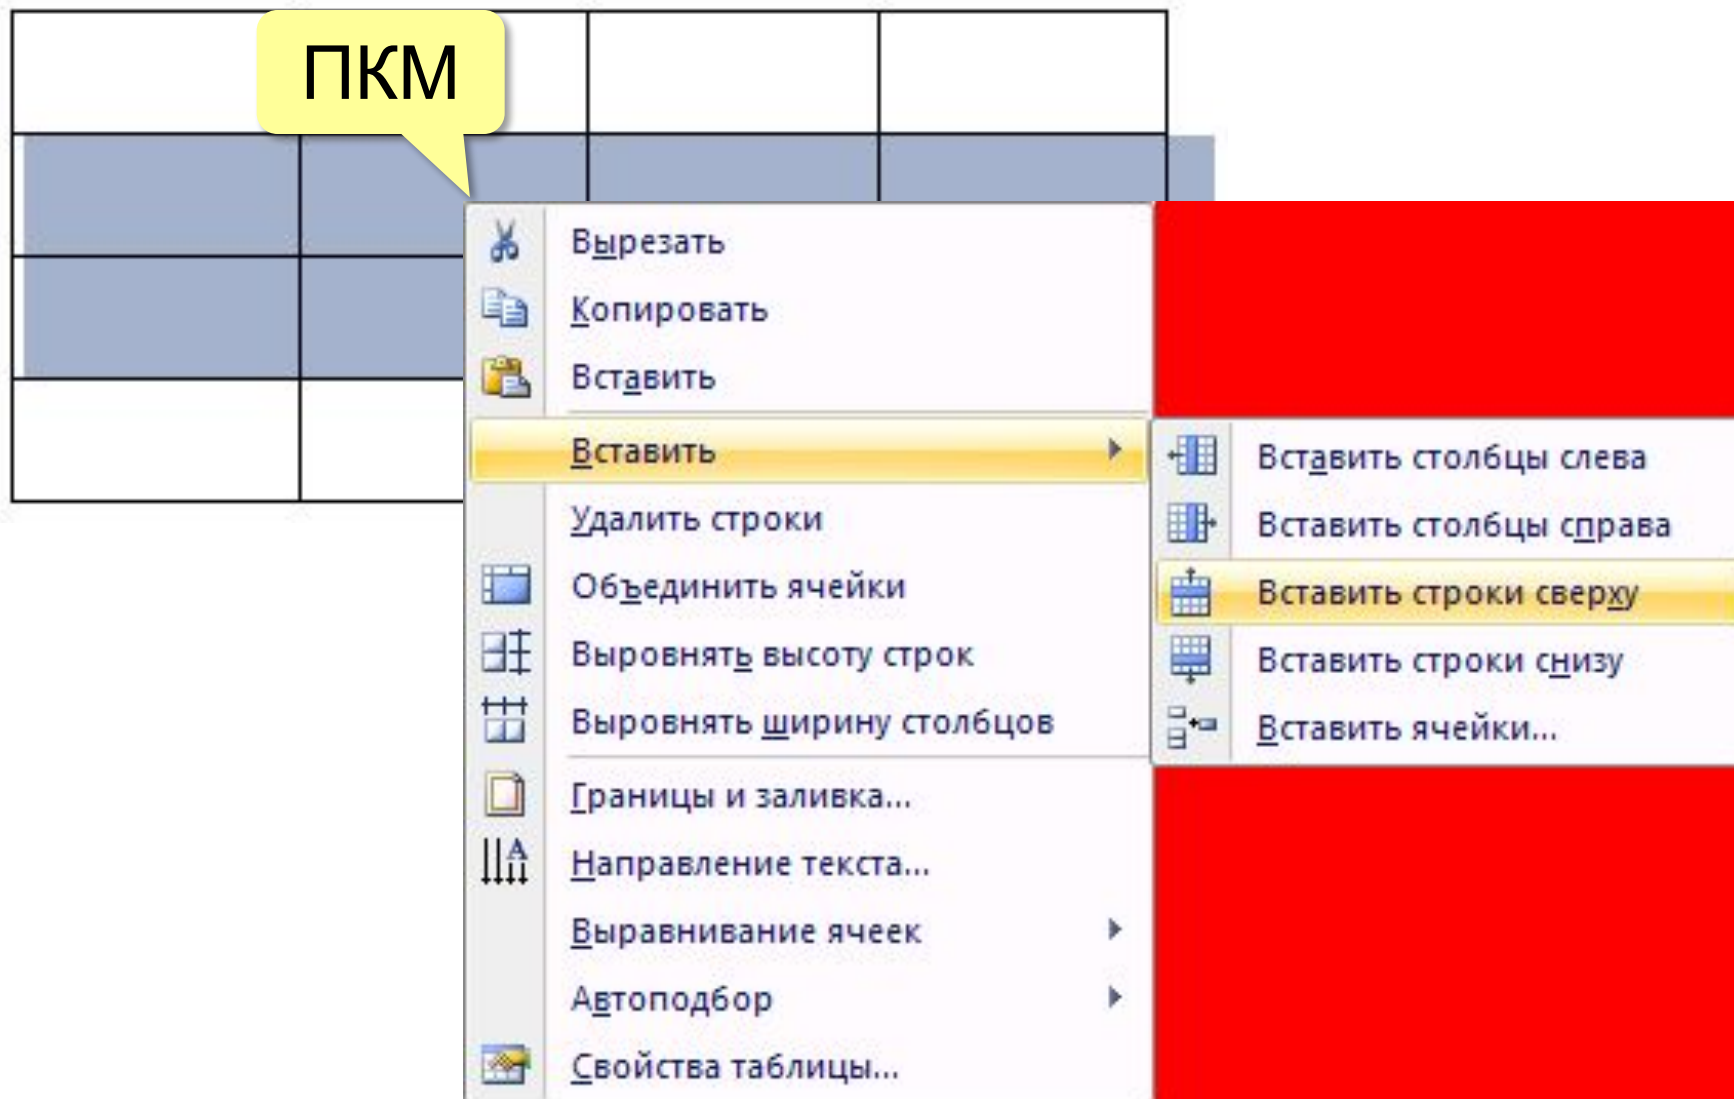 ПКМ
Вырезать
Копировать
Вставить
Вставить
Удалить строки
Объединить ячейки
Выровнять высоту строк
Выровнять ширину столбцов
Границы и заливка...
Направление текста...
Выравнивание ячеек
Автоподбор
Свойства таблицы...
Вставить столбцы слева
Вставить столбцы справа
Вставить строки сверху
Вставить строки снизу
Вставить ячейки...